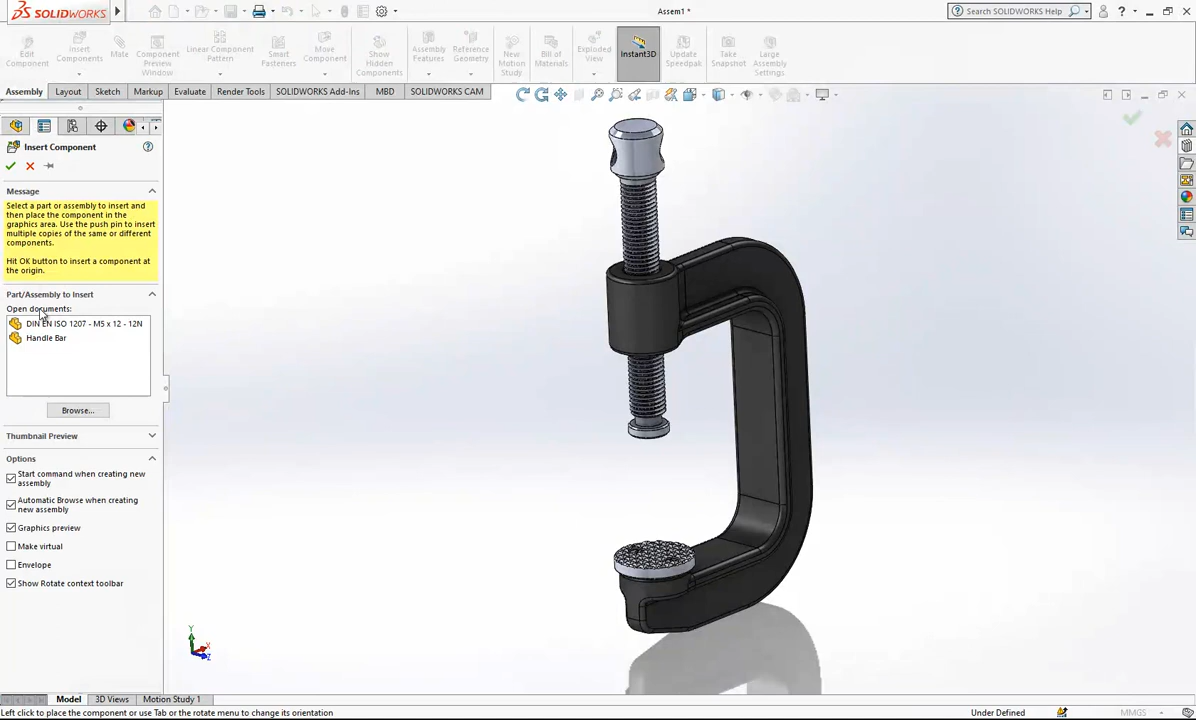 SOLIDWORKS
Assem1 *
Search SOLIDWORKS Help
Edit Component
Insert Components
Mate
Component Preview Window
Linear Component Pattern
Smart Fasteners
Move Component
Show Hidden Components
Assembly Features
Reference Geometry
New Motion Study
Bill of Materials
Exploded View
Instant3D
Update Speedpak
Take Snapshot
Large Assembly Settings
Assembly
Layout
Sketch
Markup
Evaluate
Render Tools
SOLIDWORKS Add-Ins
MBD
SOLIDWORKS CAM
Insert Component
Message
Select a part or assembly to insert and
then place the component in the
graphics area. Use the push pin to insert
multiple copies of the same or different
components.
Hit OK button to insert a component at
the origin.
Part/Assembly to Insert
Open documents:
DIN EN ISO 1207 - M5 x 12 - 12N
Handle Bar
Browse...
Thumbnail Preview
Options
Start command when creating new
assembly
Automatic Browse when creating
new assembly
Graphics preview
Make virtual
Envelope
Show Rotate context toolbar
Y
X
Z
Model
3D Views
Motion Study 1
Left click to place the component or use Tab or the rotate menu to change its orientation
Under Defined
MMGS